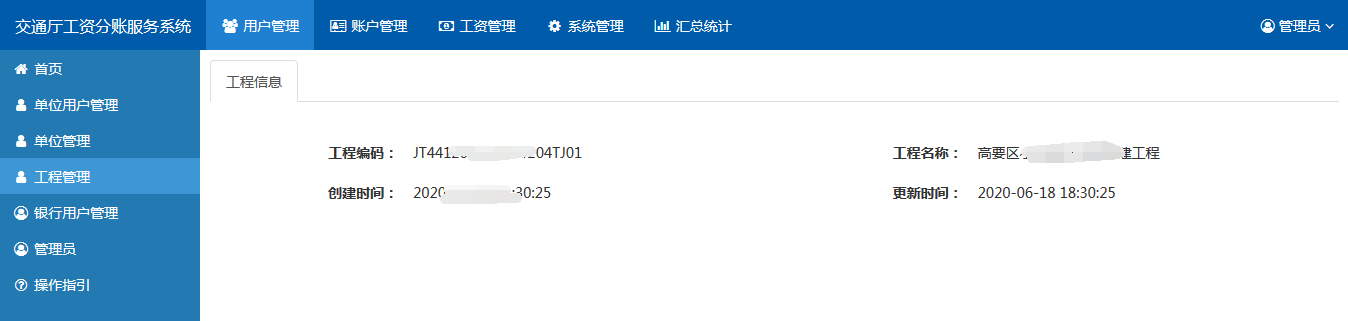 交通厅工资分账服务系统 用户管理 账户管理 工资管理 系统管理 汇总统计 管理员
首页
单位用户管理
单位管理
工程管理
银行用户管理
管理员
操作指引
工程信息
工程编码： JT4412 204TJ01 工程名称： 高要区 建工程
创建时间： 2020 :30:25 更新时间： 2020-06-18 18:30:25